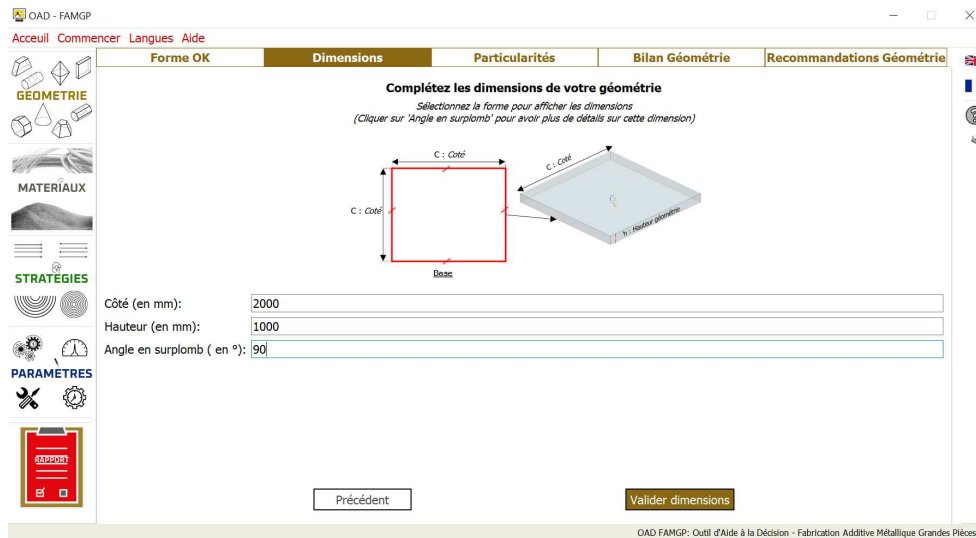 OAD - FAMGP
Acceuil Commencer Langues Aide
Forme OK Dimensions Particularités Bilan Géométrie Recommandations Géométrie
GEOMETRIE
MATERIAUX
STRATEGIES
PARAMETRES
RAPPORT
Complétez les dimensions de votre géométrie
Sélectionnez la forme pour afficher les dimensions
(Cliquer sur 'Angle en surplomb' pour avoir plus de détails sur cette dimension)
C : Coté
C : Coté
Base
C : Coté
h : Hauteur géométrie
Côté (en mm): 2000
Hauteur (en mm): 1000
Angle en surplomb ( en °): 90
Précédent Valider dimensions
OAD FAMGP: Outil d'Aide à la Décision - Fabrication Additive Métallique Grandes Pièces